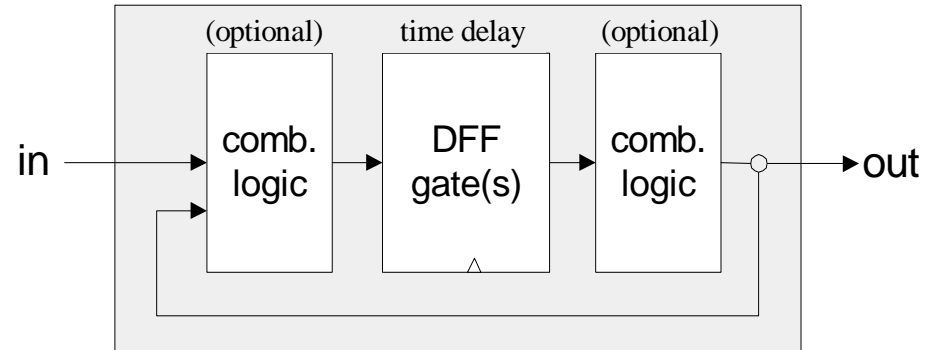 (optional)
time delay
(optional)
in
comb.
logic
DFF
gate(s)
comb.
logic
out